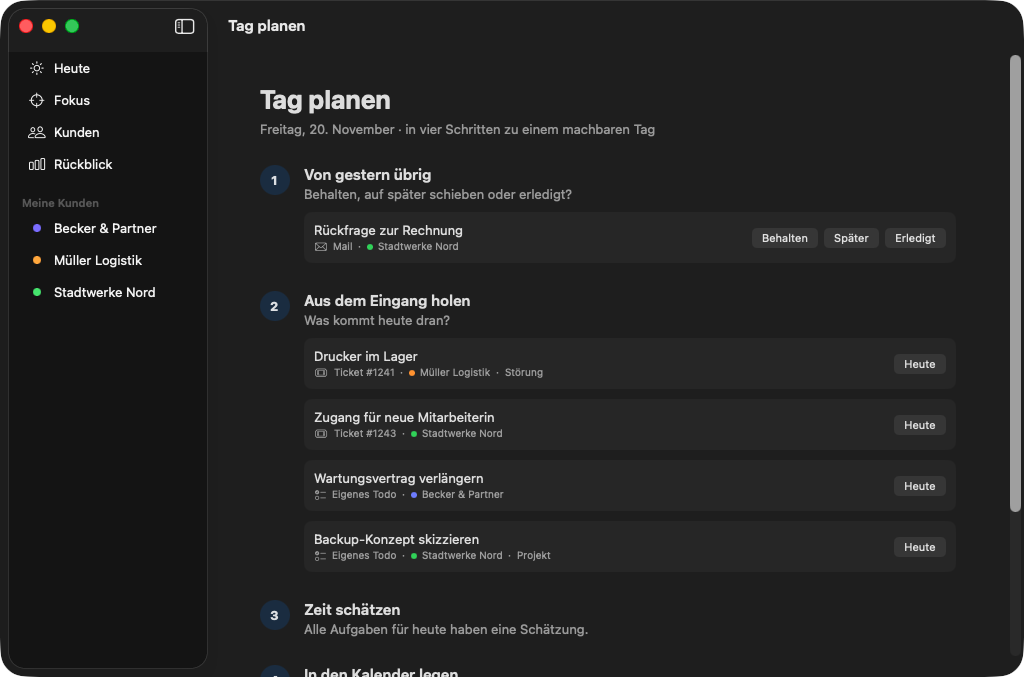 Tag planen
Heute
Fokus
Kunden
Rückblick
Meine Kunden
Becker & Partner
Müller Logistik
Stadtwerke Nord
Tag planen
Freitag, 20. November · in vier Schritten zu einem machbaren Tag
1
Von gestern übrig
Behalten, auf später schieben oder erledigt?
Rückfrage zur Rechnung
Mail · Stadtwerke Nord
Behalten Später Erledigt
2
Aus dem Eingang holen
Was kommt heute dran?
Drucker im Lager
Ticket #1241 · Müller Logistik · Störung
Heute
Zugang für neue Mitarbeiterin
Ticket #1243 · Stadtwerke Nord
Heute
Wartungsvertrag verlängern
Eigenes Todo · Becker & Partner
Heute
Backup-Konzept skizzieren
Eigenes Todo · Stadtwerke Nord · Projekt
Heute
3
Zeit schätzen
Alle Aufgaben für heute haben eine Schätzung.
In den Kalender legen